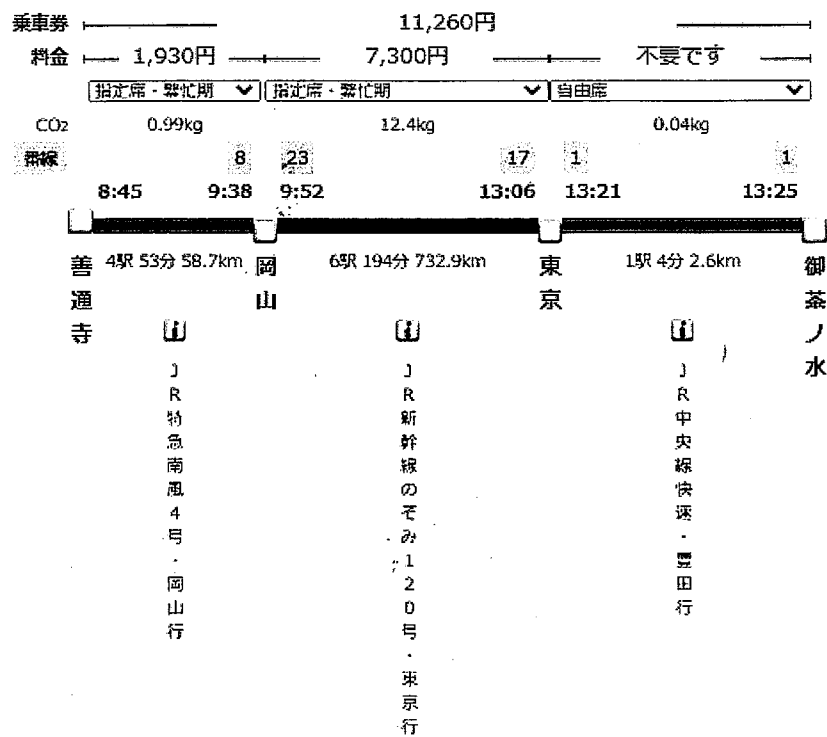 乗車券 11,260円
料金 1,930円 7,300円 不要です
指定席・繁忙期 指定席・繁忙期 自由席
CO2 0.99kg 12.4kg 0.04kg
番線 8 23 17 1 1
8:45 9:38 9:52 13:06 13:21 13:25
善通寺 4駅 53分 58.7km 岡山 6駅 194分 732.9km 東京 1駅 4分 2.6km 御茶ノ水
i i i
JR特急南風4号・岡山行
JR新幹線のぞみ120号・東京行
JR中央線快速・豊田行